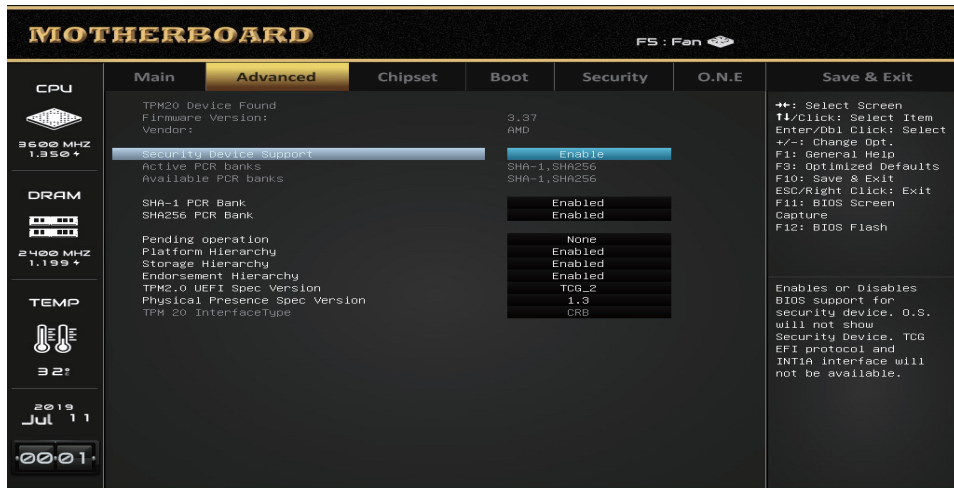 MOTHERBOARD
F5 : Fan
Main Advanced Chipset Boot Security O.N.E Save & Exit
CPU
3600 MHZ
1.350 V
DRAM
2400 MHZ
1.199 V
TEMP
32°
2019
Jul 11
00:01
TPM20 Device Found
Firmware Version: 3.37
Vendor: AMD
Security Device Support Enable
Active PCR banks SHA-1,SHA256
Available PCR banks SHA-1,SHA256
SHA-1 PCR Bank Enabled
SHA256 PCR Bank Enabled
Pending operation None
Platform Hierarchy Enabled
Storage Hierarchy Enabled
Endorsement Hierarchy Enabled
TPM2.0 UEFI Spec Version TCG_2
Physical Presence Spec Version 1.3
TPM 20 InterfaceType CRB
→←: Select Screen
↑↓/Click: Select Item
Enter/Dbl Click: Select
+/-: Change Opt.
F1: General Help
F3: Optimized Defaults
F10: Save & Exit
ESC/Right Click: Exit
F11: BIOS Screen
Capture
F12: BIOS Flash
Enables or Disables
BIOS support for
security device. O.S.
will not show
Security Device. TCG
EFI protocol and
INT1A interface will
not be available.